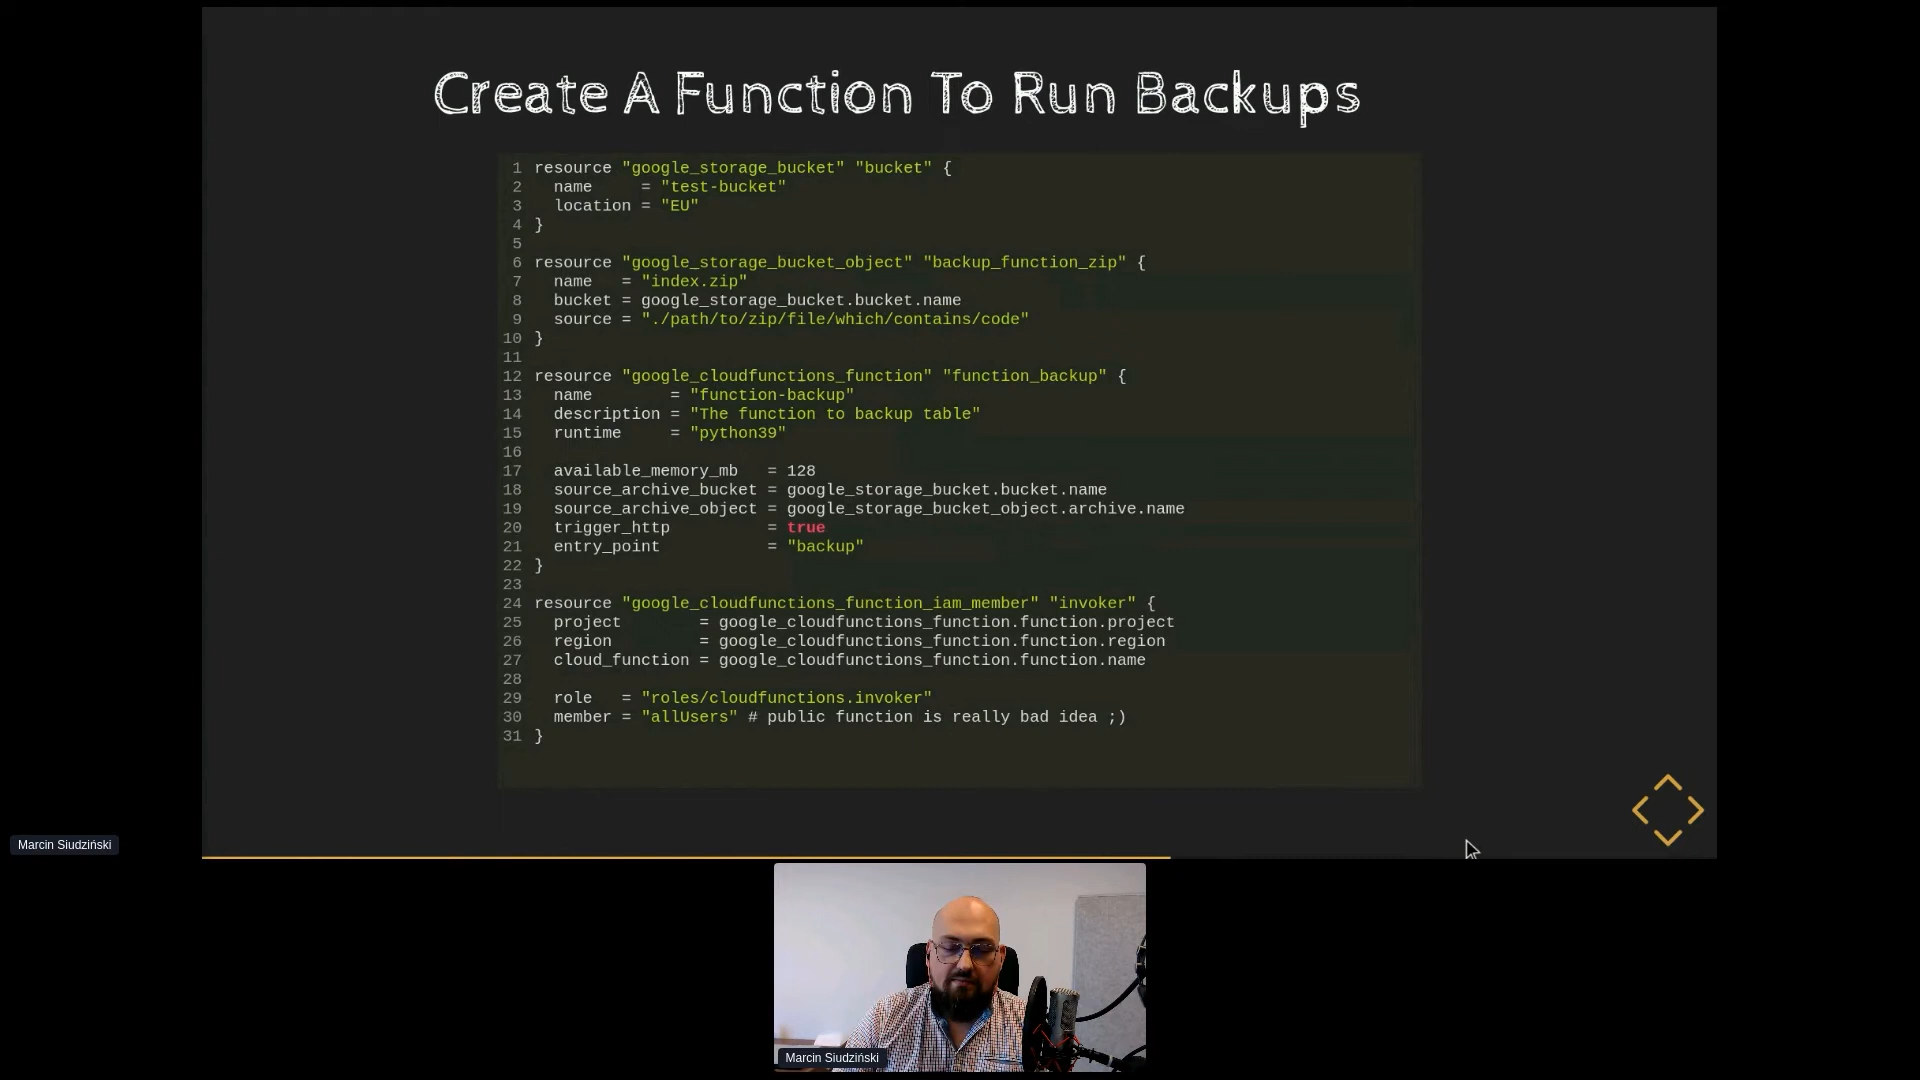 Create A Function To Run Backups
1 resource "google_storage_bucket" "bucket" {
2   name     = "test-bucket"
3   location = "EU"
4 }
5
6 resource "google_storage_bucket_object" "backup_function_zip" {
7   name   = "index.zip"
8   bucket = google_storage_bucket.bucket.name
9   source = "./path/to/zip/file/which/contains/code"
10 }
11
12 resource "google_cloudfunctions_function" "function_backup" {
13   name        = "function-backup"
14   description = "The function to backup table"
15   runtime     = "python39"
16
17   available_memory_mb   = 128
18   source_archive_bucket = google_storage_bucket.bucket.name
19   source_archive_object = google_storage_bucket_object.archive.name
20   trigger_http          = true
21   entry_point           = "backup"
22 }
23
24 resource "google_cloudfunctions_function_iam_member" "invoker" {
25   project        = google_cloudfunctions_function.function.project
26   region         = google_cloudfunctions_function.function.region
27   cloud_function = google_cloudfunctions_function.function.name
28
29   role   = "roles/cloudfunctions.invoker"
30   member = "allUsers" # public function is really bad idea ;)
31 }
Marcin Siudziński
Marcin Siudziński